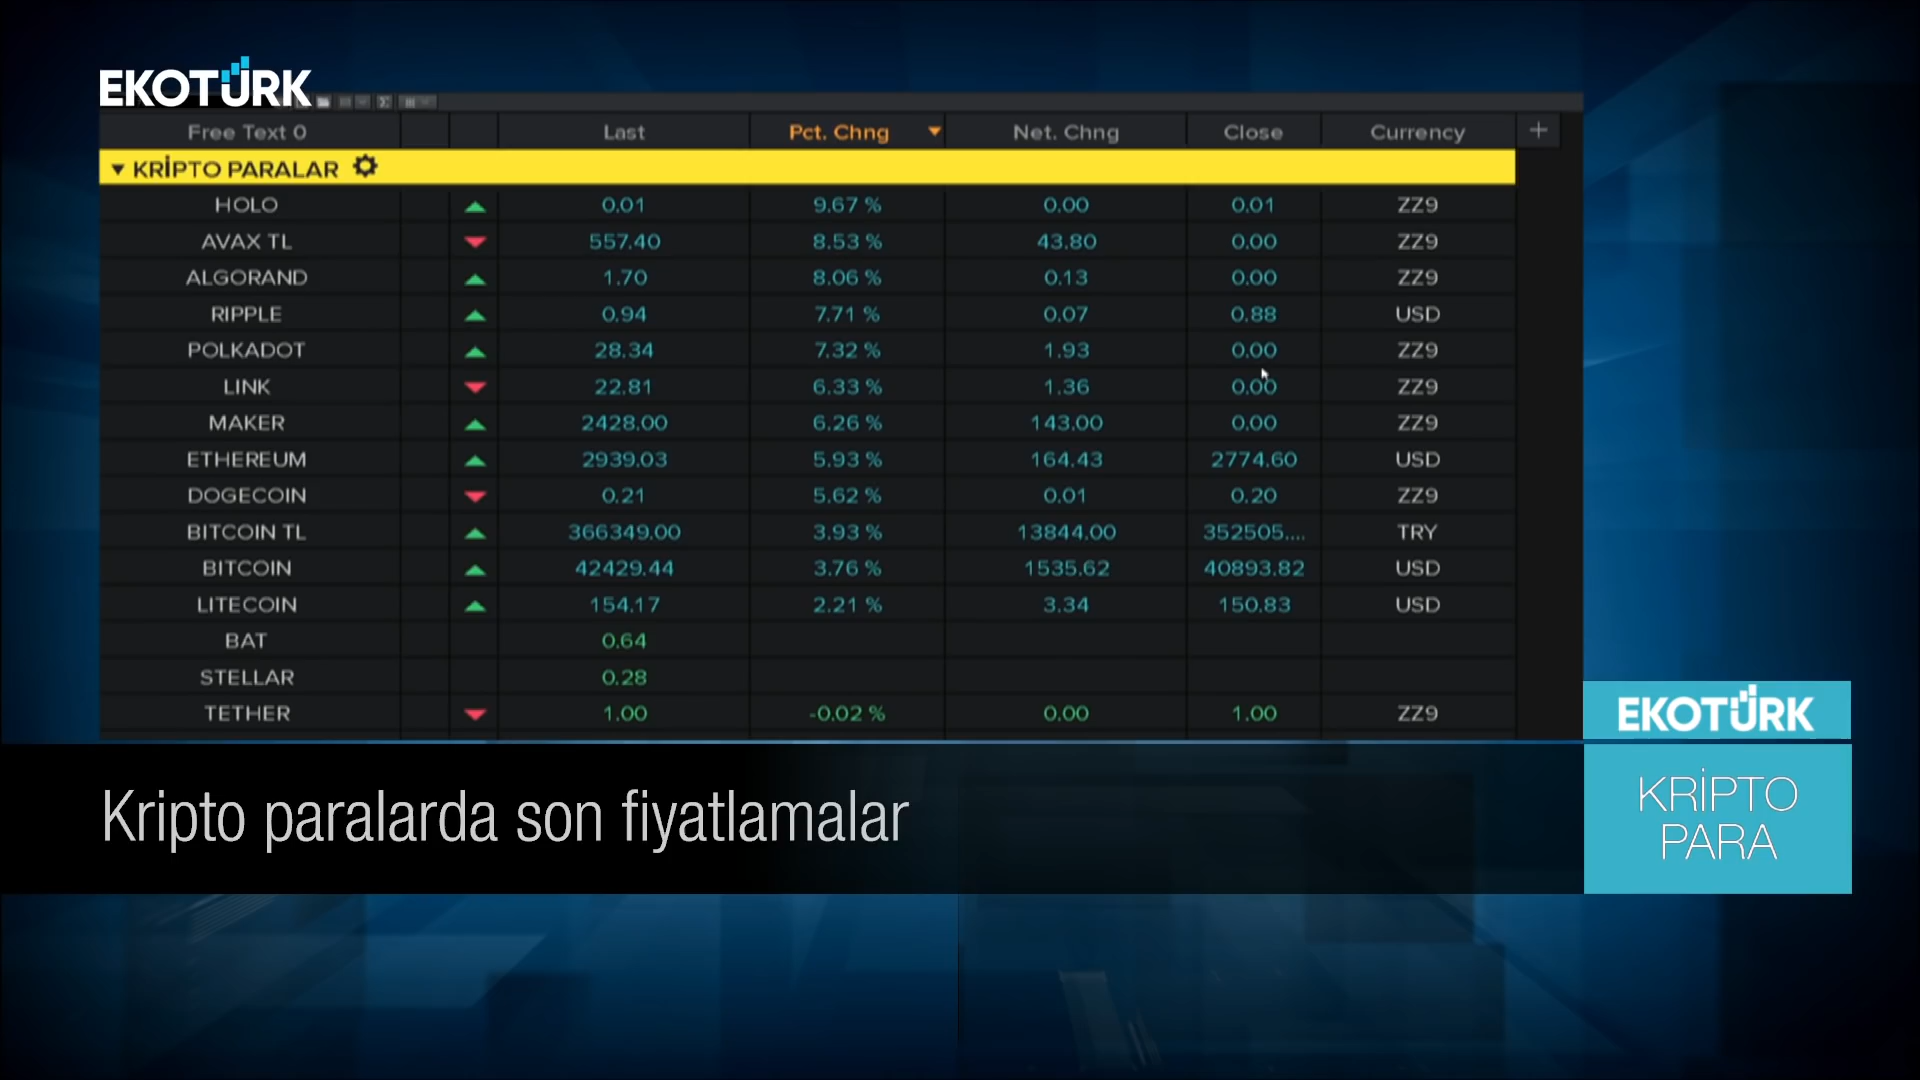 EKOTÜRK
Free Text 0 Last Pct. Chng Net. Chng Close Currency +
KRİPTO PARALAR
HOLO 0.01 9.67 % 0.00 0.01 ZZ9
AVAX TL 557.40 8.53 % 43.80 0.00 ZZ9
ALGORAND 1.70 8.06 % 0.13 0.00 ZZ9
RIPPLE 0.94 7.71 % 0.07 0.88 USD
POLKADOT 28.34 7.32 % 1.93 0.00 ZZ9
LINK 22.81 6.33 % 1.36 0.00 ZZ9
MAKER 2428.00 6.26 % 143.00 0.00 ZZ9
ETHEREUM 2939.03 5.93 % 164.43 2774.60 USD
DOGECOIN 0.21 5.62 % 0.01 0.20 ZZ9
BITCOIN TL 366349.00 3.93 % 13844.00 352505.... TRY
BITCOIN 42429.44 3.76 % 1535.62 40893.82 USD
LITECOIN 154.17 2.21 % 3.34 150.83 USD
BAT 0.64
STELLAR 0.28
TETHER 1.00 -0.02 % 0.00 1.00 ZZ9
EKOTÜRK
Kripto paralarda son fiyatlamalar
KRİPTO
PARA